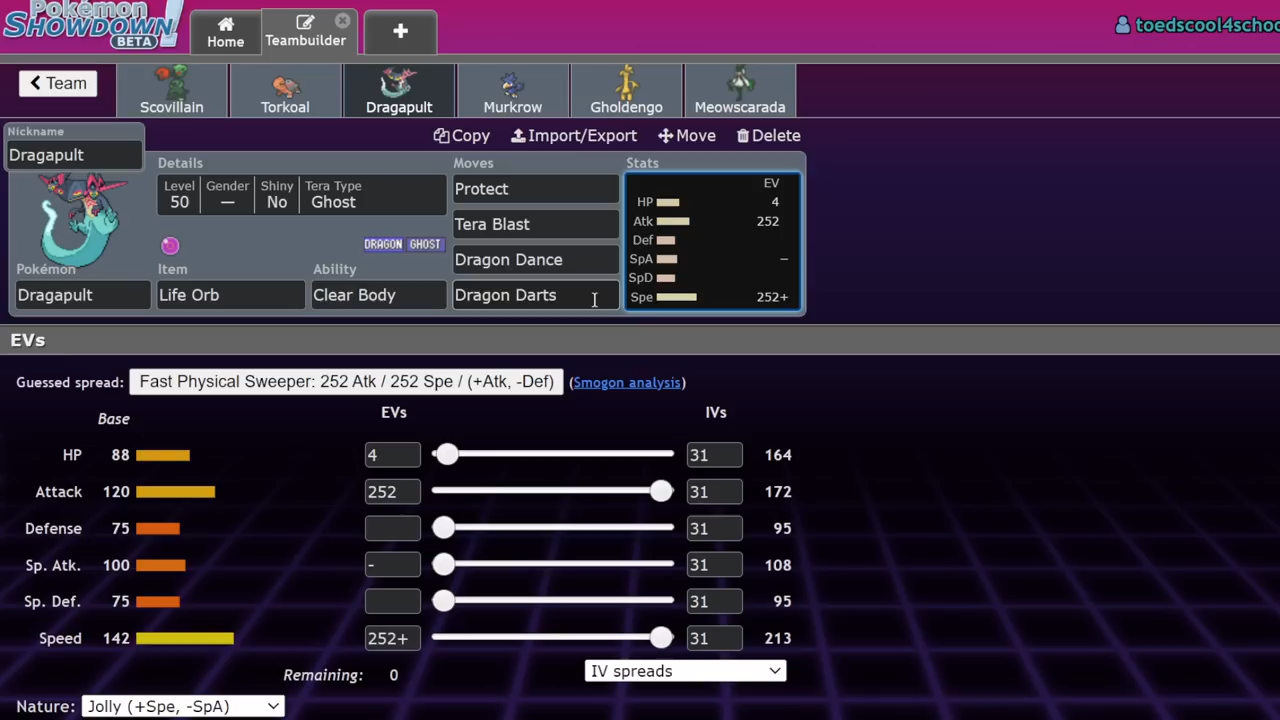 Pokémon
SHOWDOWN!
BETA
Home
Teambuilder
toedscool4schoo
Team
Scovillain
Torkoal
Dragapult
Murkrow
Gholdengo
Meowscarada
Copy
Import/Export
Move
Delete
Nickname
Dragapult
Details
Level
50
Gender
—
Shiny
No
Tera Type
Ghost
DRAGON GHOST
Pokémon
Dragapult
Item
Life Orb
Ability
Clear Body
Moves
Protect
Tera Blast
Dragon Dance
Dragon Darts
Stats
EV
HP 4
Atk 252
Def
SpA –
SpD
Spe 252+
EVs
Guessed spread: Fast Physical Sweeper: 252 Atk / 252 Spe / (+Atk, -Def) (Smogon analysis)
Base EVs IVs
HP 88 4 31 164
Attack 120 252 31 172
Defense 75 31 95
Sp. Atk. 100 - 31 108
Sp. Def. 75 31 95
Speed 142 252+ 31 213
Remaining: 0
IV spreads
Nature: Jolly (+Spe, -SpA)